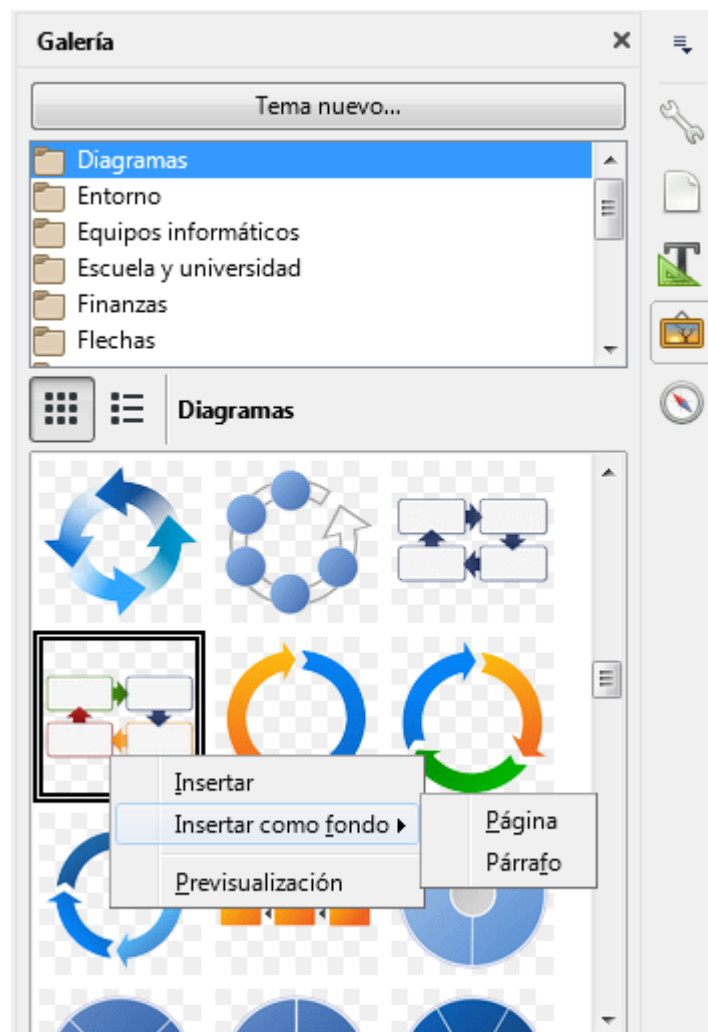 Galería
Tema nuevo...
Diagramas
Entorno
Equipos informáticos
Escuela y universidad
Finanzas
Flechas
Diagramas
Insertar
Insertar como fondo
Página
Párrafo
Previsualización